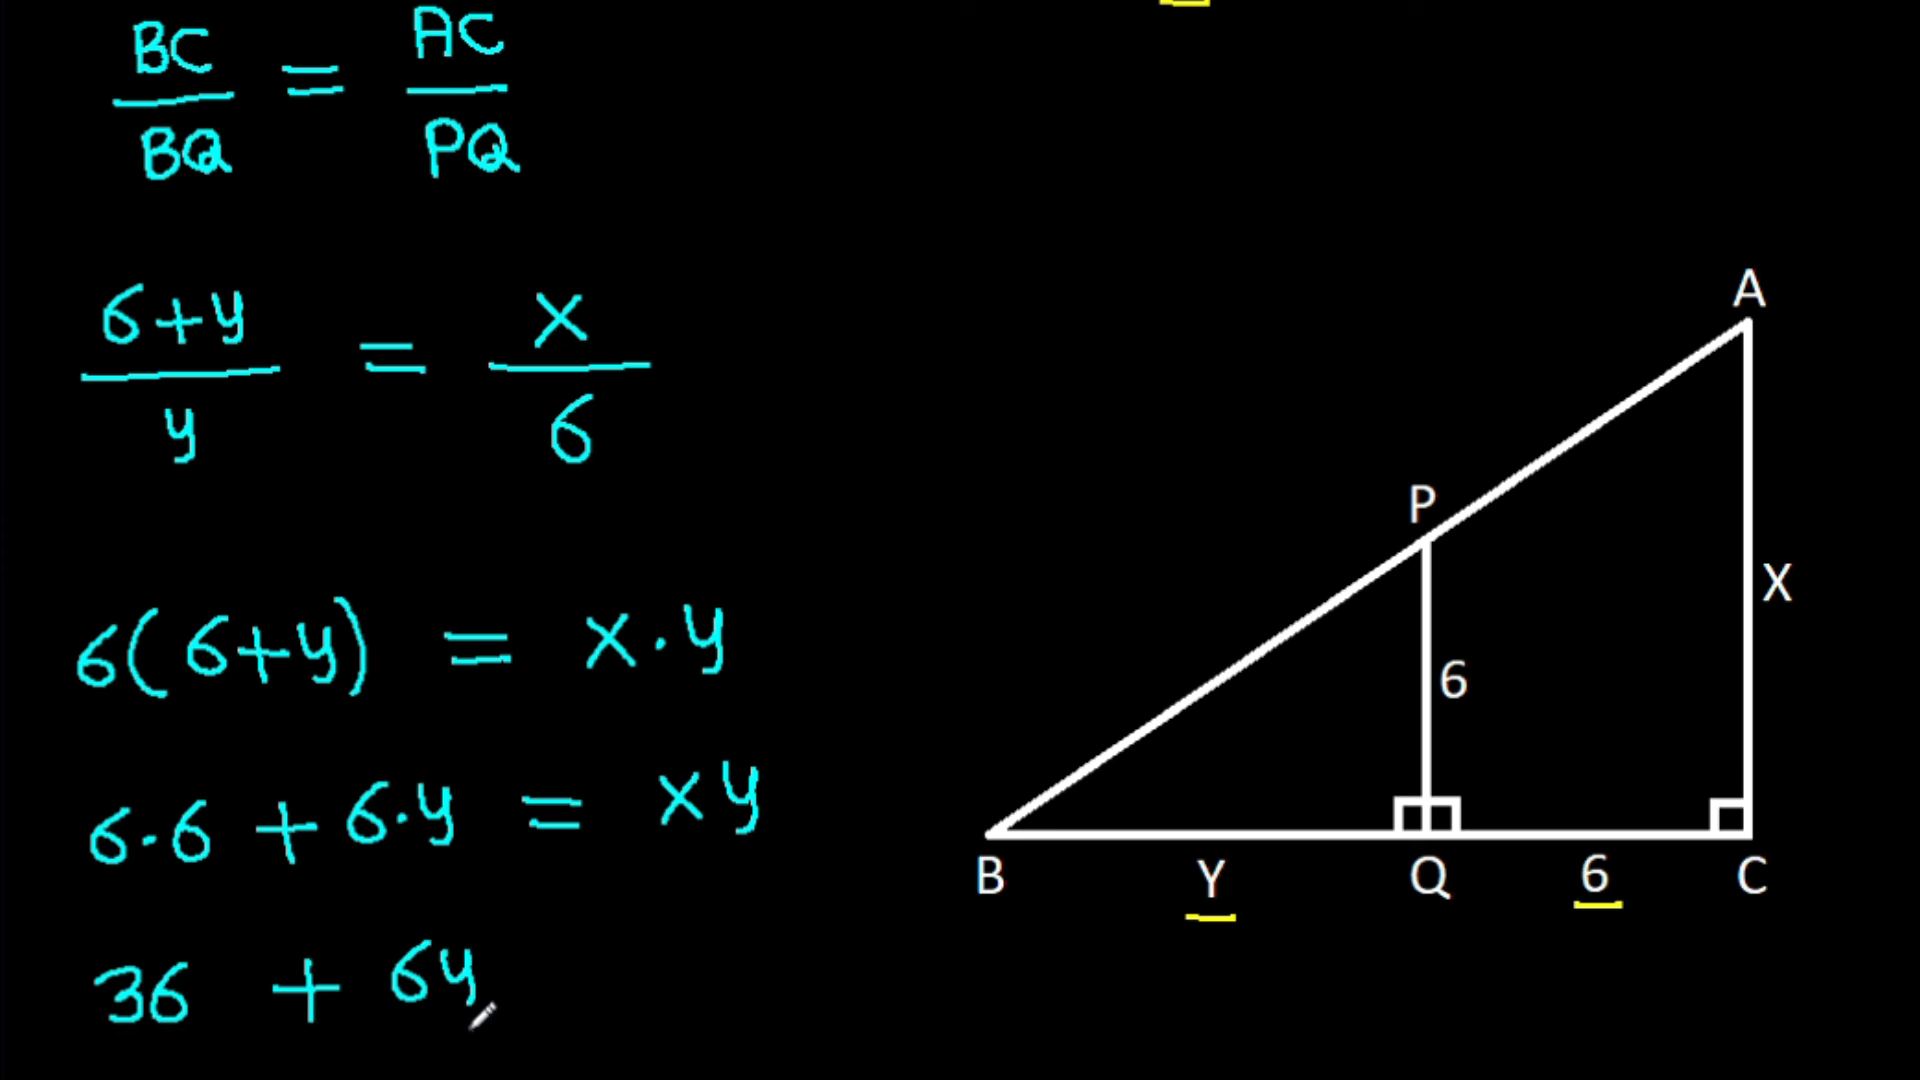 BC/BQ = AC/PQ
6+y/y = x/6
6(6+y) = x·y
6·6 + 6·y = xy
36 + 6y
A
P
X
6
B Y Q 6 C